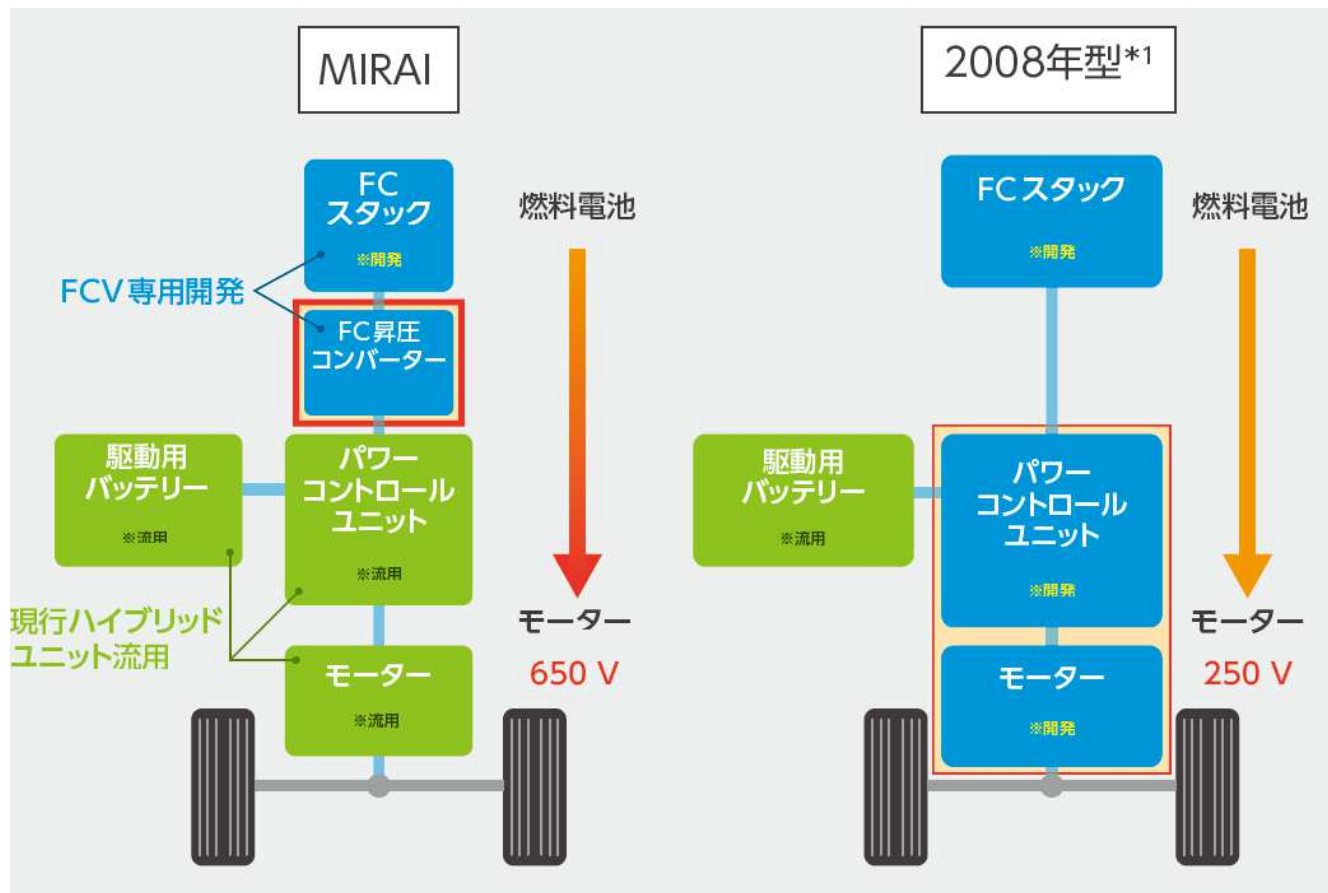 MIRAI
FC
スタック
※開発
FCV専用開発
FC昇圧
コンバーター
駆動用
バッテリー
※流用
パワー
コントロール
ユニット
※流用
現行ハイブリッド
ユニット流用
モーター
※流用
燃料電池
モーター
650 V
2008年型*1
FCスタック
※開発
駆動用
バッテリー
※流用
パワー
コントロール
ユニット
※開発
モーター
※開発
燃料電池
モーター
250 V